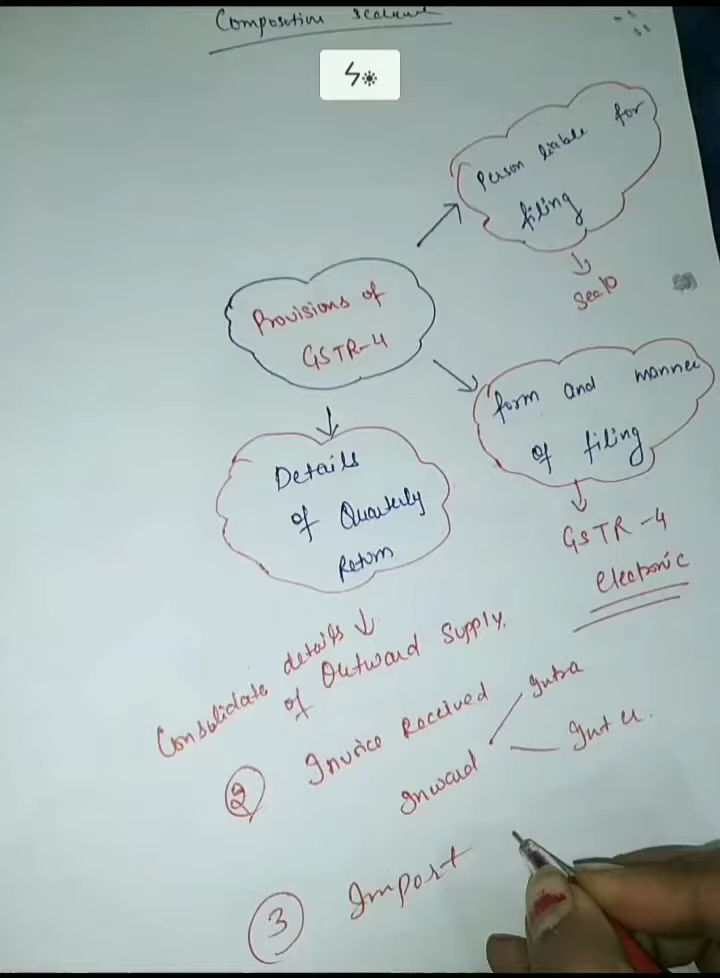 Composition scheme
Person liable for
filing
Sec 10
Provisions of
GSTR-4
form and manner
of filing
GSTR-4
Electronic
Details
of Quarterly
Return
Consolidate details
of Outward Supply.
② Invoice Received
Inward
Intra
Inter.
③ Import